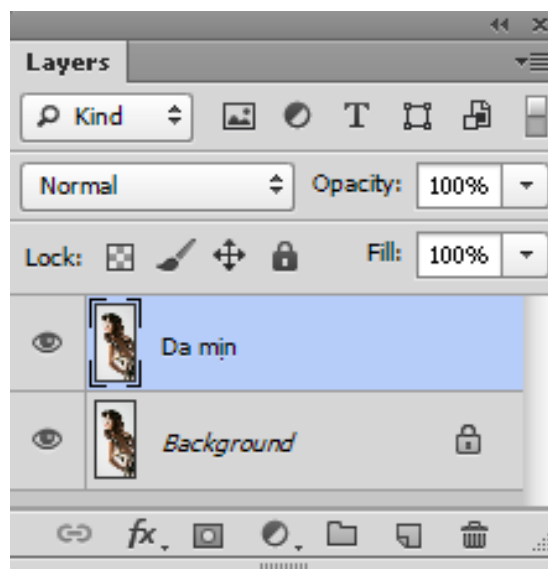 Layers
Kind
Normal Opacity: 100%
Lock: Fill: 100%
Da mịn
Background
fx